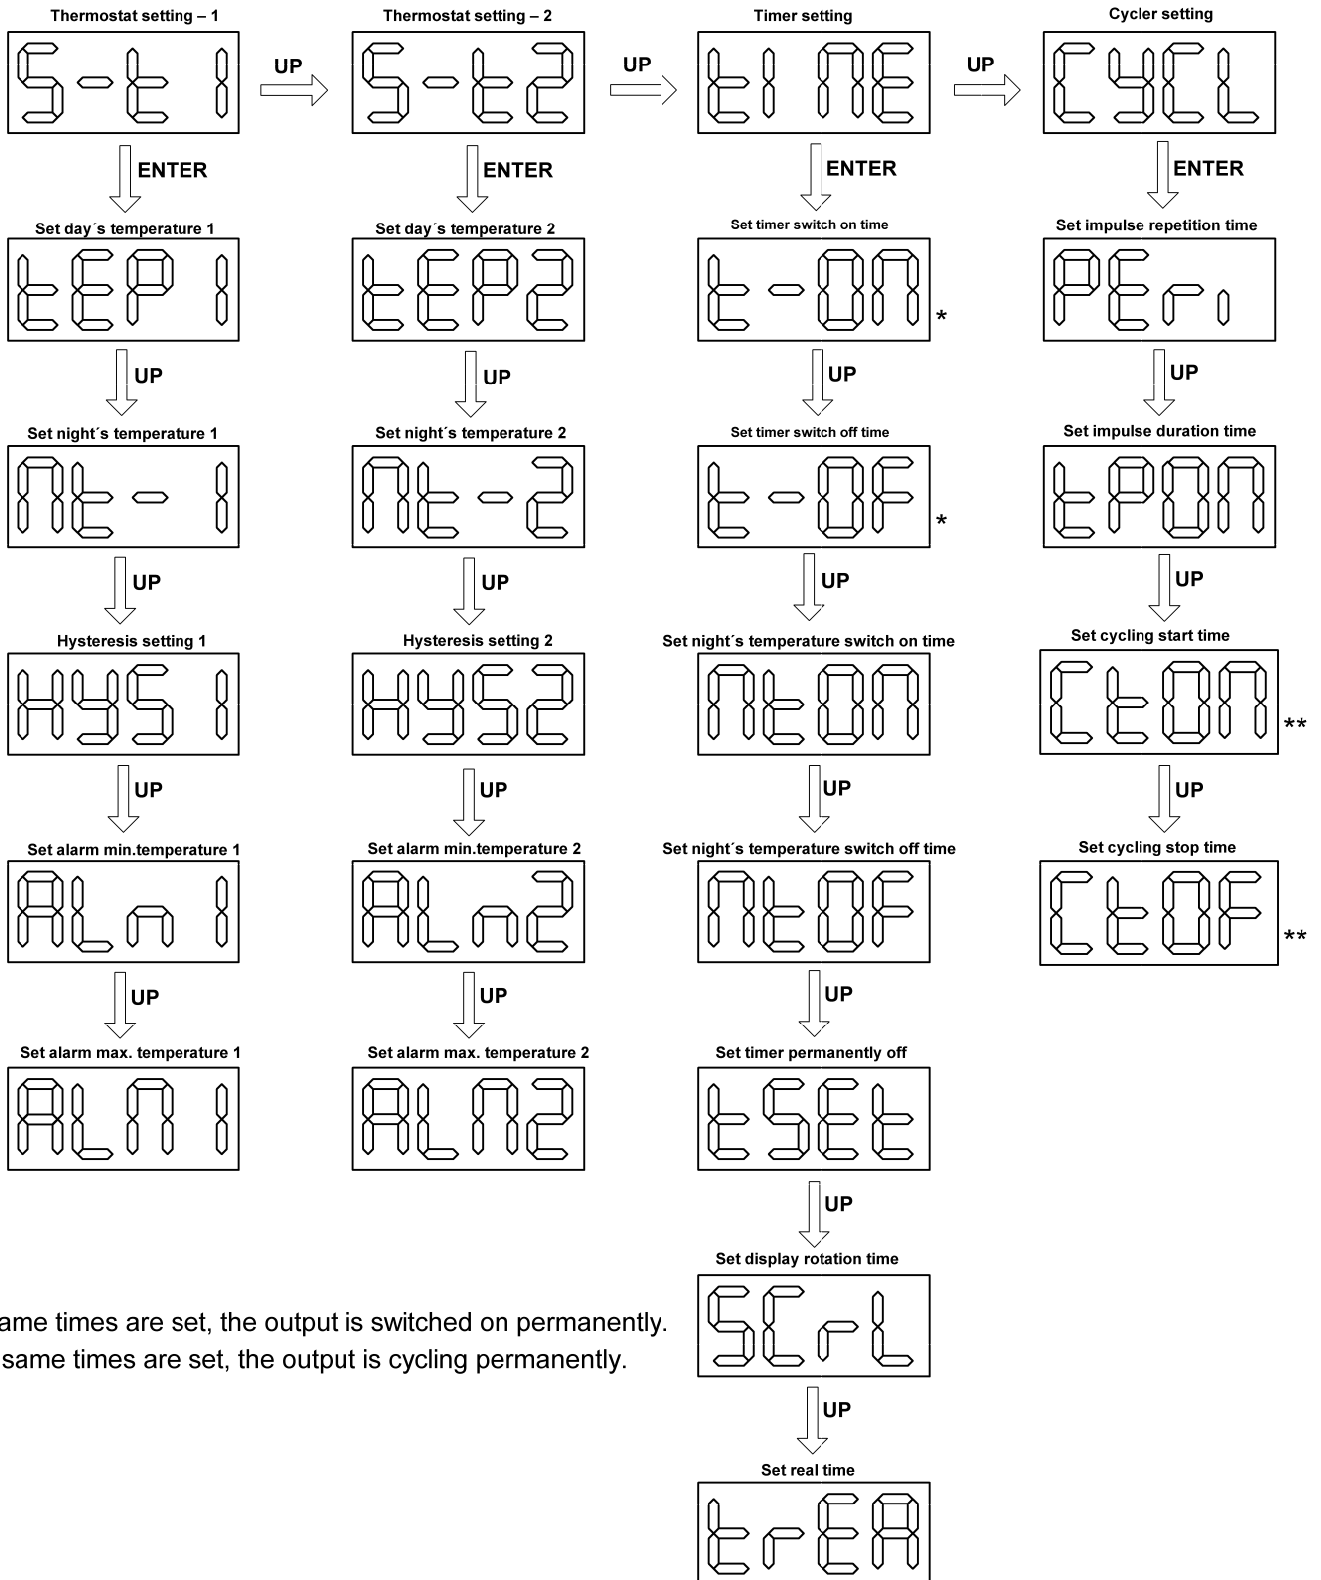 Thermostat setting – 1
S-t1
ENTER
Set day´s temperature 1
tEP1
UP
Set night´s temperature 1
Nt-1
UP
Hysteresis setting 1
HYS1
UP
Set alarm min.temperature 1
ALn1
UP
Set alarm max. temperature 1
ALM1
UP
Thermostat setting – 2
S-t2
ENTER
Set day´s temperature 2
tEP2
UP
Set night´s temperature 2
Nt-2
UP
Hysteresis setting 2
HYS2
UP
Set alarm min.temperature 2
ALn2
UP
Set alarm max. temperature 2
ALM2
UP
Timer setting
tIME
ENTER
Set timer switch on time
t-ON *
UP
Set timer switch off time
t-OF *
UP
Set night´s temperature switch on time
NtON
UP
Set night´s temperature switch off time
NtOF
UP
Set timer permanently off
tSEt
UP
Set display rotation time
SCrL
UP
Set real time
trEA
UP
Cycler setting
CYCL
ENTER
Set impulse repetition time
PEri
UP
Set impulse duration time
tPON
UP
Set cycling start time
CtON **
UP
Set cycling stop time
CtOF **
ame times are set, the output is switched on permanently.
same times are set, the output is cycling permanently.